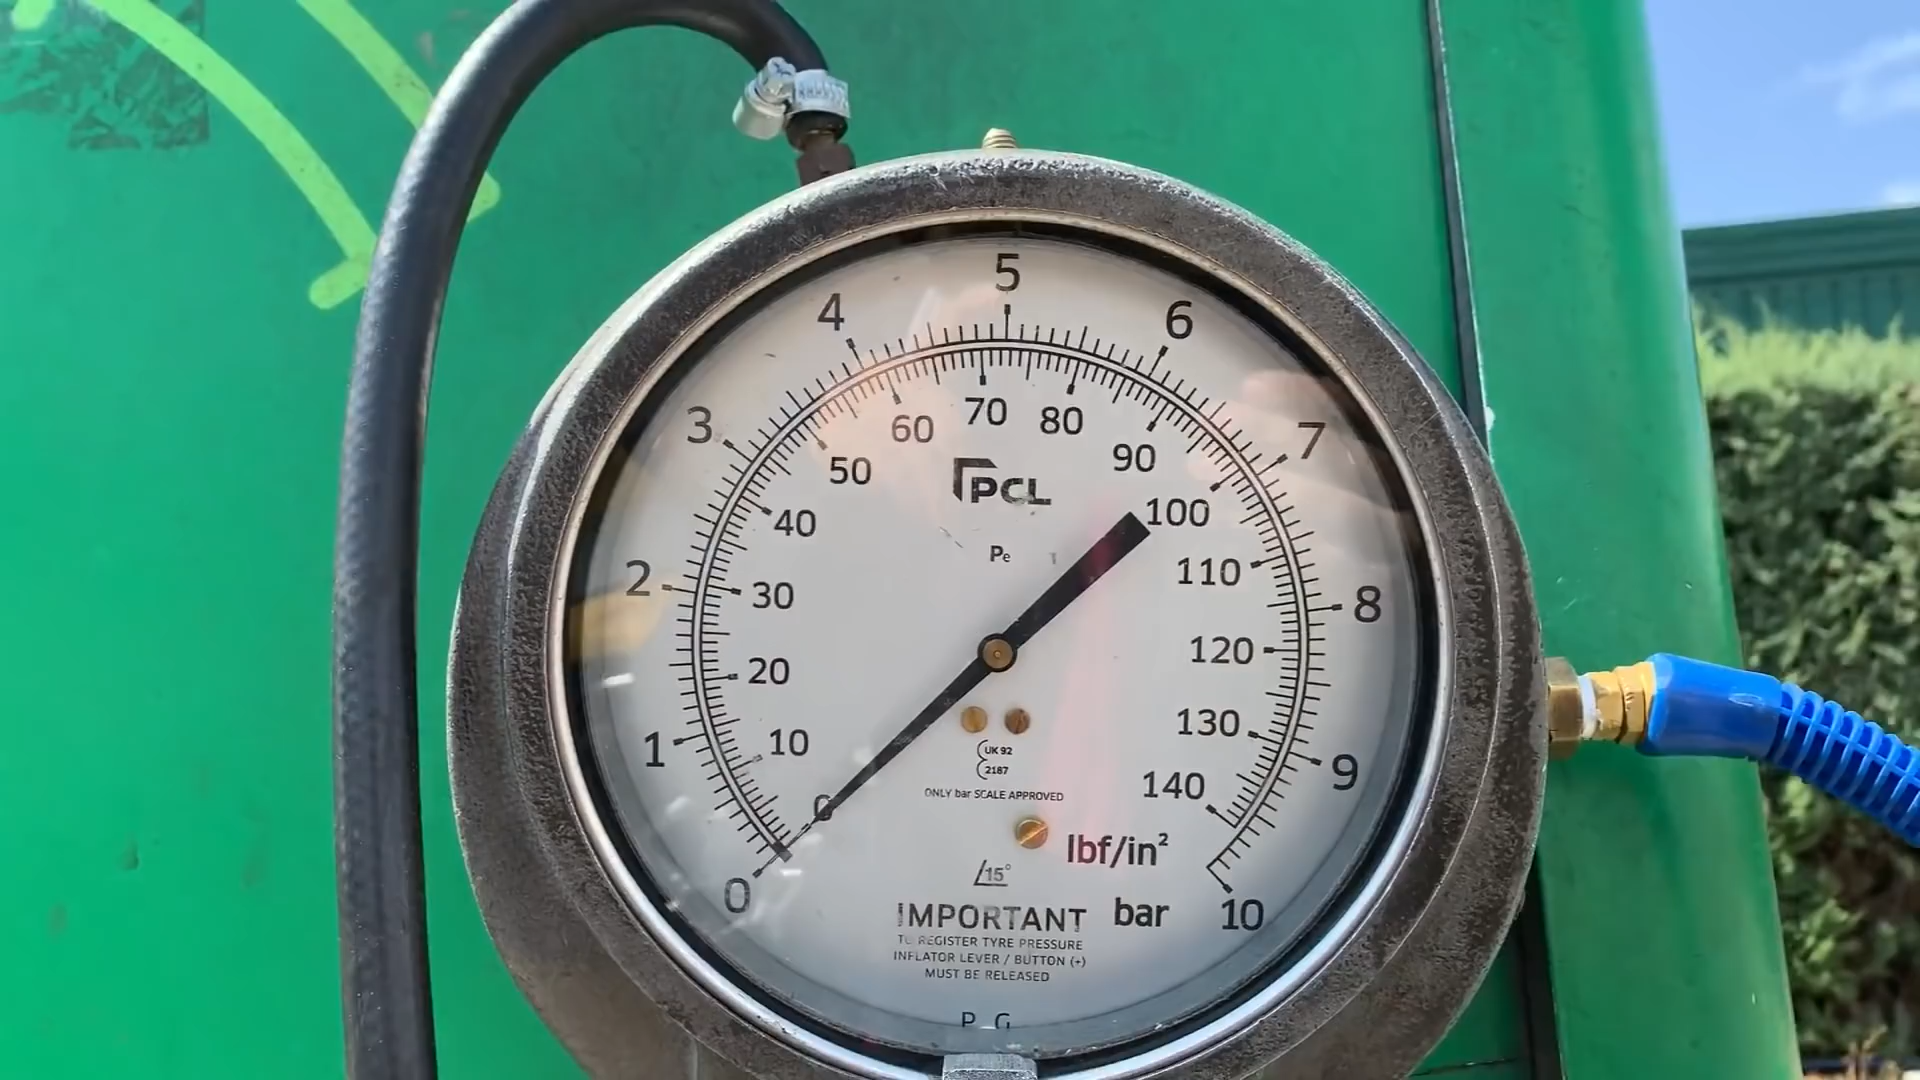 5
4
6
3
7
2
8
1
9
0
10
60
70
80
50
90
40
100
30
110
20
120
10
130
0
140
PCL
Pe
UK 92
2187
ONLY bar SCALE APPROVED
lbf/in²
15°
bar
IMPORTANT
TO REGISTER TYRE PRESSURE
INFLATOR LEVER / BUTTON (+)
MUST BE RELEASED
P G